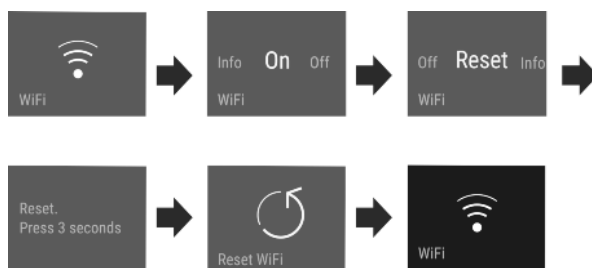 WiFi
Info On Off
WiFi
Off Reset Info
WiFi
Reset.
Press 3 seconds
Reset WiFi
WiFi